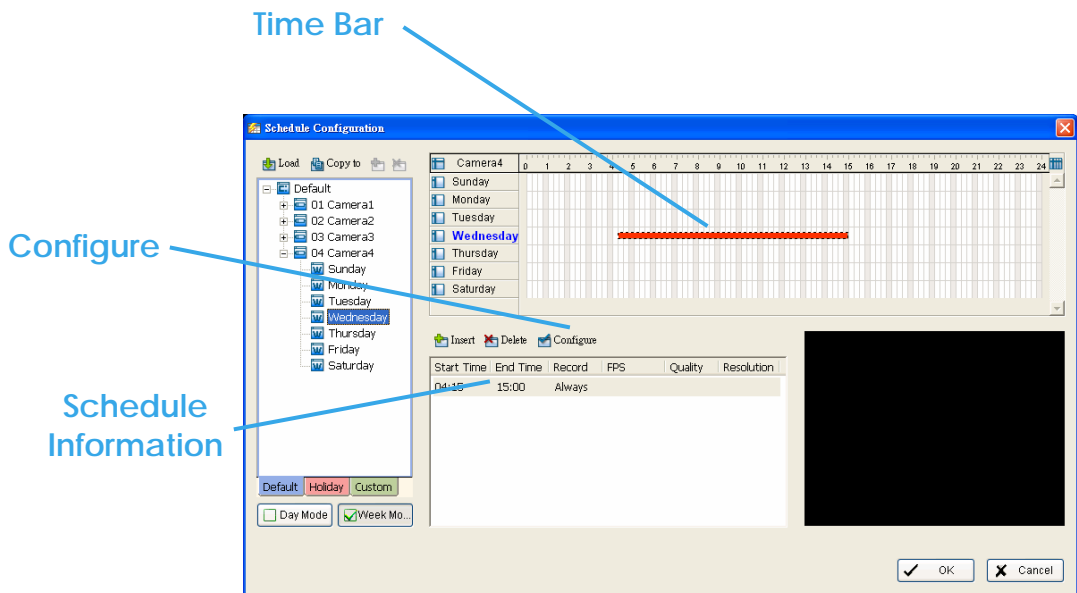 Time Bar
Schedule Configuration
Load Copy to
Camera4 0 1 2 3 4 5 6 7 8 9 10 11 12 13 14 15 16 17 18 19 20 21 22 23 24
Default
01 Camera1
02 Camera2
03 Camera3
04 Camera4
Sunday
Monday
Tuesday
Wednesday
Thursday
Friday
Saturday
Sunday
Monday
Tuesday
Wednesday
Thursday
Friday
Saturday
Configure
Insert Delete Configure
Start Time End Time Record FPS Quality Resolution
04:15 15:00 Always
Schedule
Information
Default Holiday Custom
Day Mode Week Mo...
OK Cancel